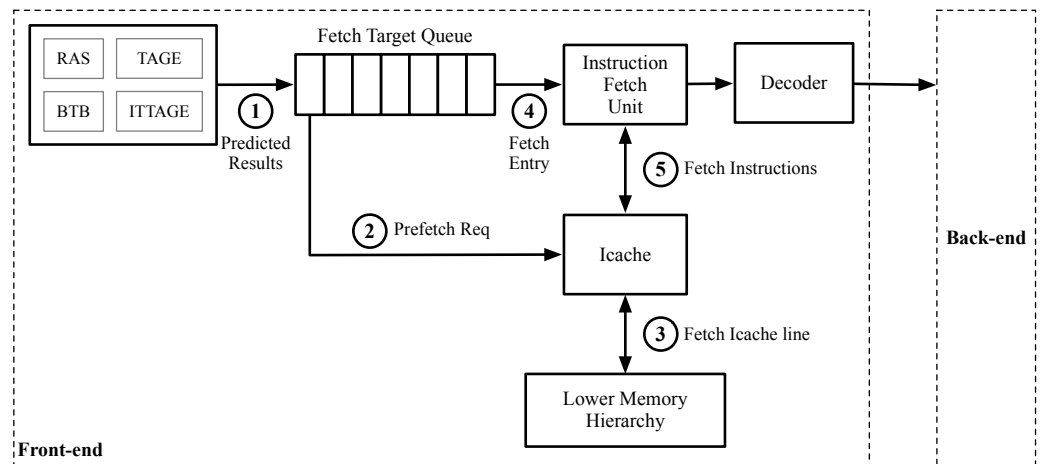 RAS
TAGE
BTB
ITTAGE
Fetch Target Queue
1
Predicted
Results
4
Fetch
Entry
Instruction
Fetch
Unit
Decoder
5 Fetch Instructions
2 Prefetch Req
Icache
Back-end
3 Fetch Icache line
Lower Memory
Hierarchy
Front-end